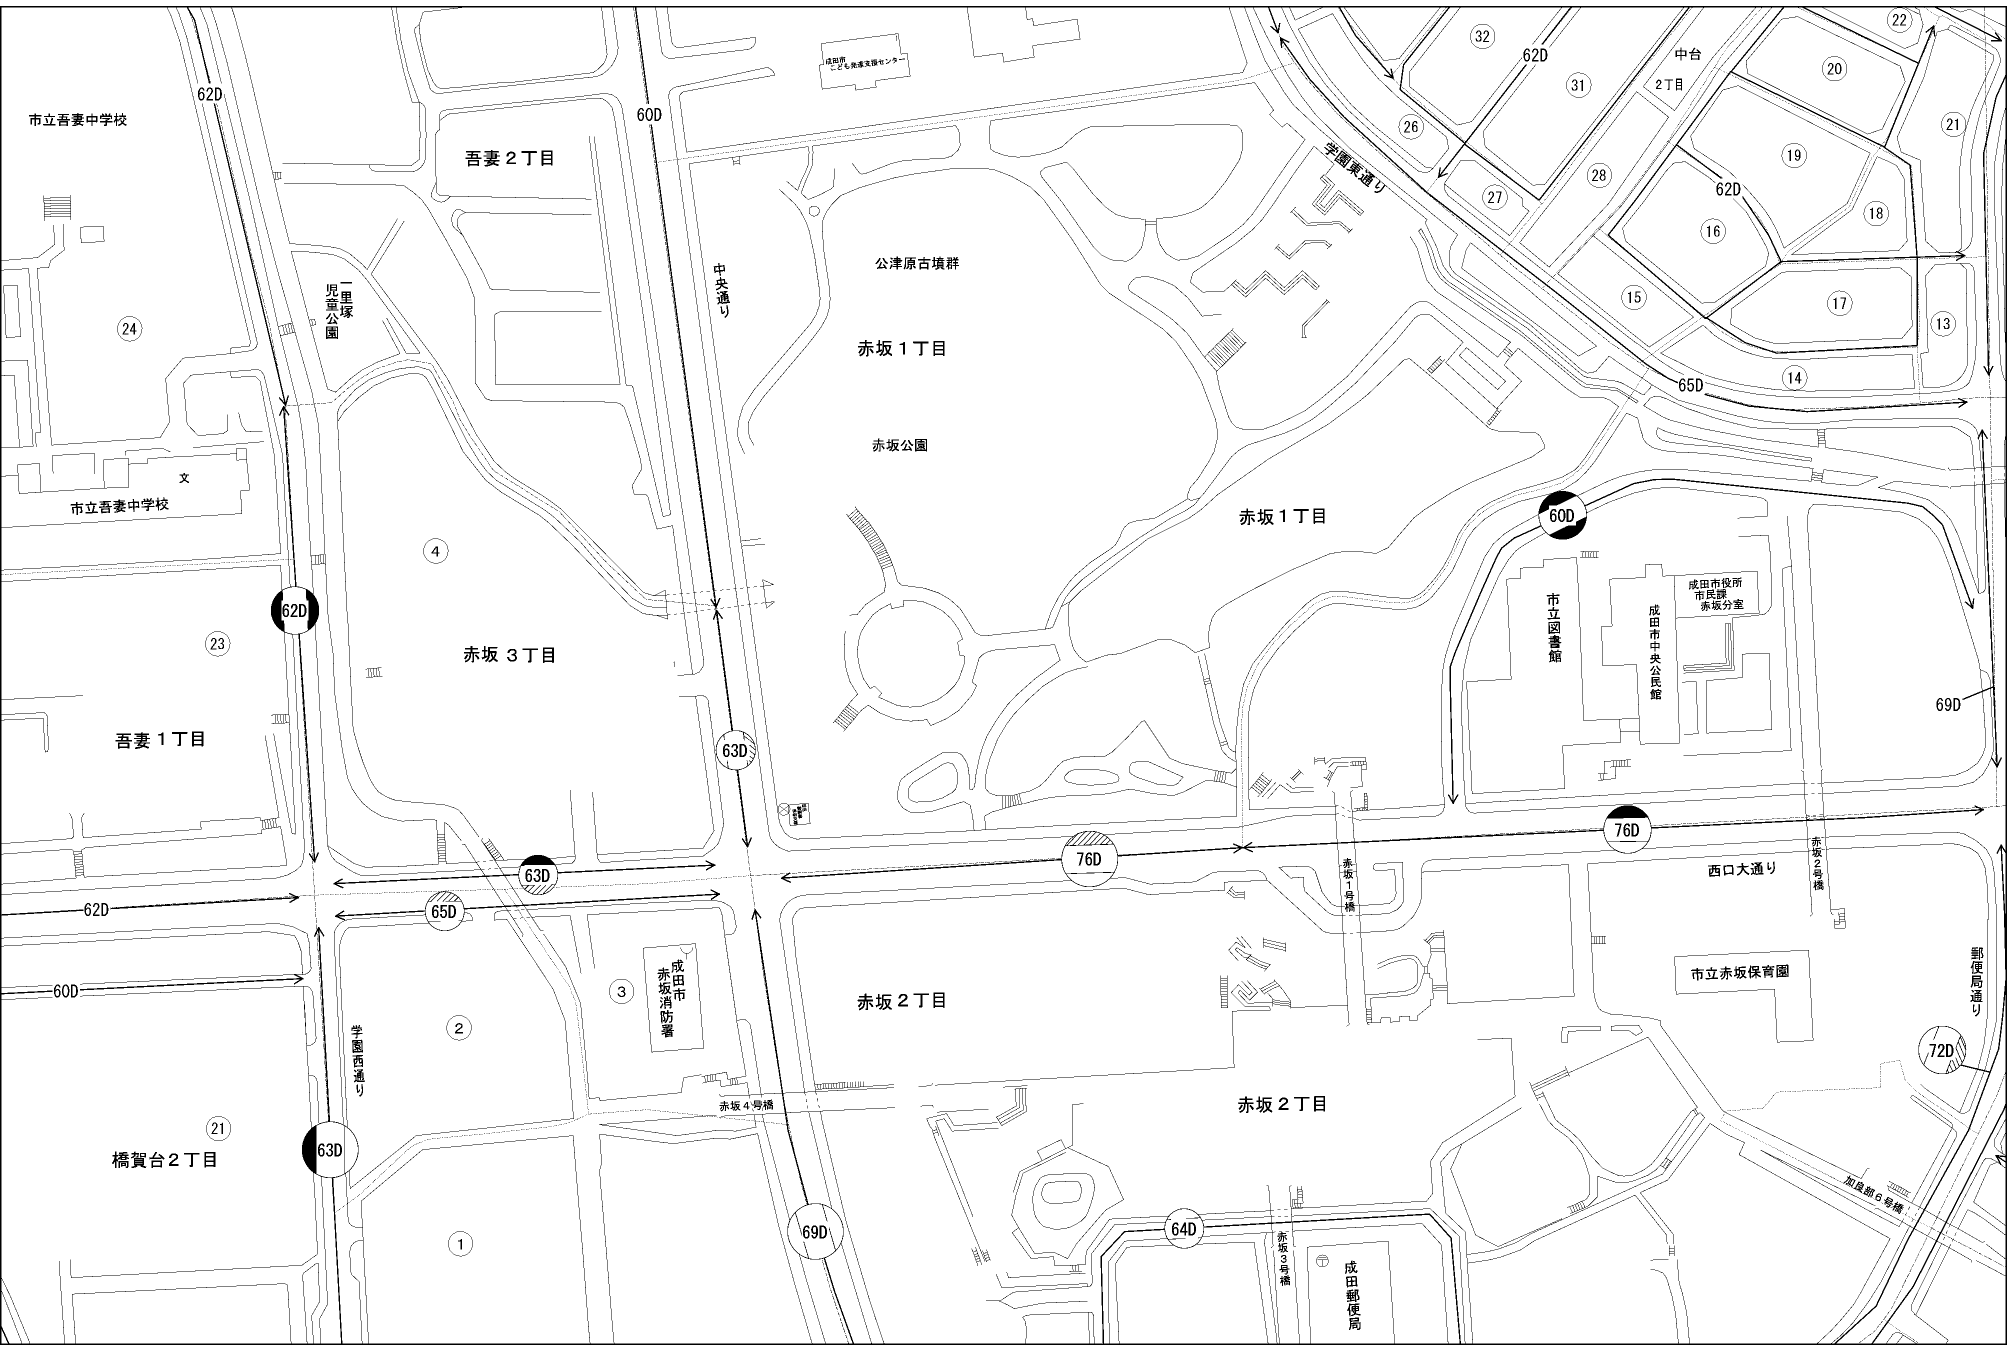 22
32
62D
中台
2丁目
20
成田市
こども発達支援センター
31
62D
60D
市立吾妻中学校
26
21
吾妻2丁目
学園東通り
19
28
62D
27
18
16
公津原古墳群
中央通り
一里塚
児童公園
15
17
13
24
赤坂1丁目
14
65D
赤坂公園
文
市立吾妻中学校
60D
赤坂1丁目
4
成田市役所
市民課
赤坂分室
62D
市立図書館
成田市中央公民館
23
赤坂3丁目
69D
吾妻1丁目
63D
76D
76D
赤坂1号橋
赤坂2号橋
西口大通り
63D
62D
65D
成田市
赤坂消防署
市立赤坂保育園
郵便局通り
60D
3
赤坂2丁目
2
学園西通り
72D
赤坂4号橋
赤坂2丁目
21
橋賀台2丁目
63D
加良部6号橋
64D
69D
1
赤坂3号橋
〒
成田郵便局